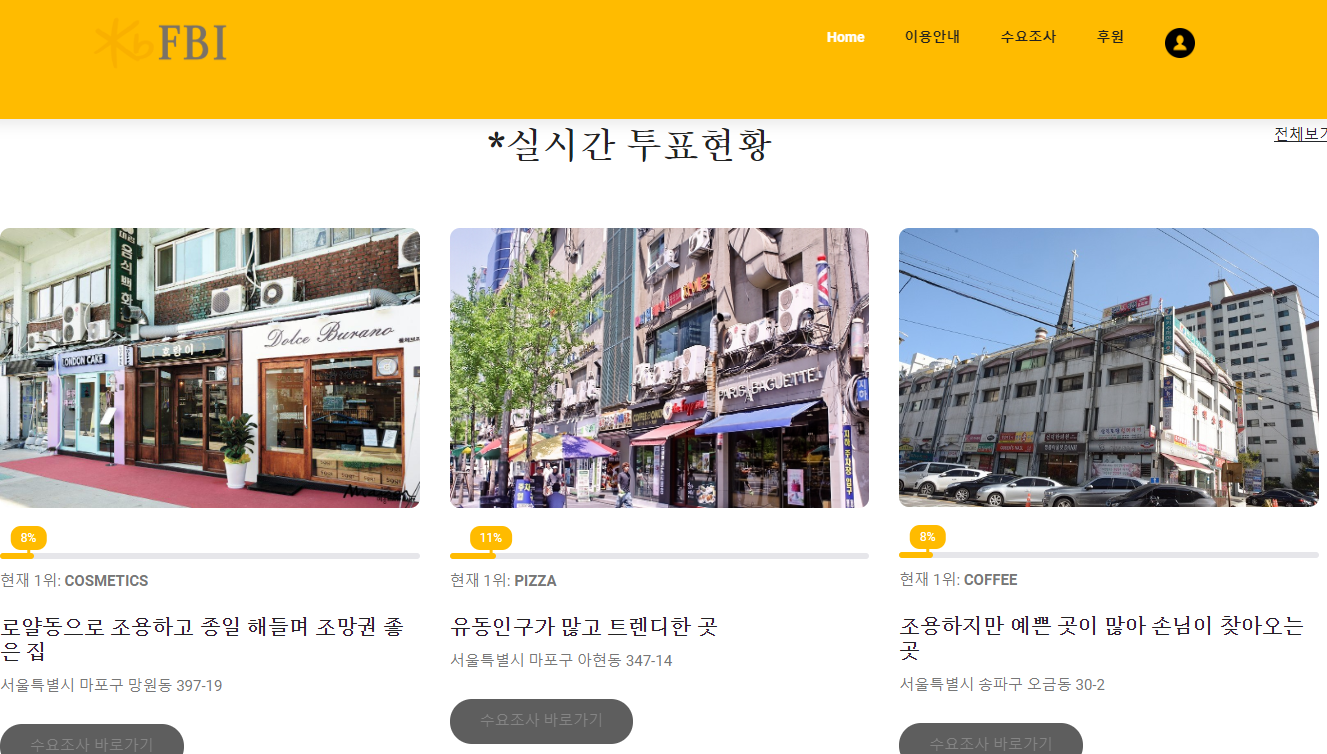 Kb FBI
Home 이용안내 수요조사 후원
*실시간 투표현황
전체보기
음식백화
LONDON CAKE
Dolce Burano
PARIS BAGUETTE
COFFEE
8%
11%
8%
현재 1위: COSMETICS
현재 1위: PIZZA
현재 1위: COFFEE
로얄동으로 조용하고 종일 해들며 조망권 좋
은 집
서울특별시 마포구 망원동 397-19
수요조사 바로가기
유동인구가 많고 트렌디한 곳
서울특별시 마포구 아현동 347-14
수요조사 바로가기
조용하지만 예쁜 곳이 많아 손님이 찾아오는
곳
서울특별시 송파구 오금동 30-2
수요조사 바로가기